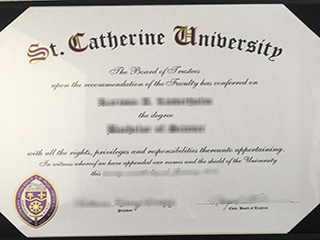 St. Catherine University
The Board of Trustees
upon the recommendation of the Faculty has conferred on
the degree
with all the rights, privileges and responsibilities thereunto appertaining.
In witness whereof we have appended our names and the shield of the University
this
President
Chair, Board of Trustees